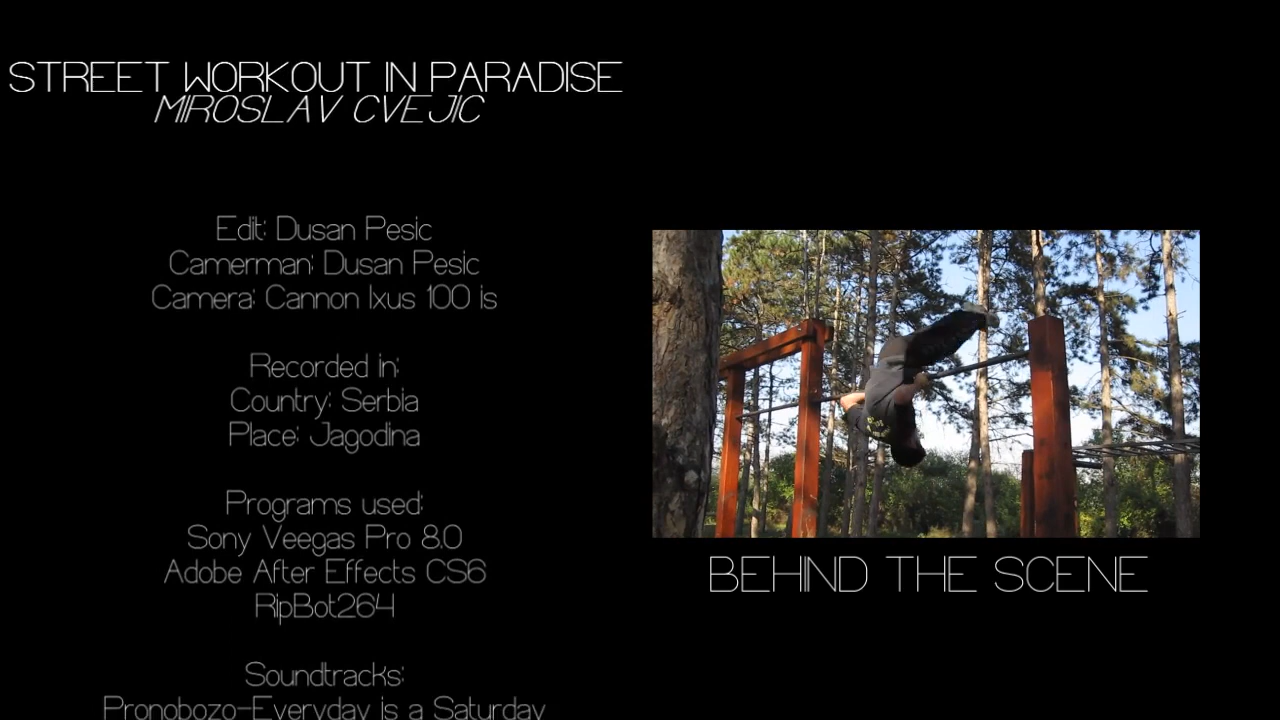 STREET WORKOUT IN PARADISE
MIROSLAV CVEJIC
Edit: Dusan Pesic
Camerman: Dusan Pesic
Camera: Cannon Ixus 100 is
Recorded in:
Country: Serbia
Place: Jagodina
Programs used:
Sony Veegas Pro 8.0
Adobe After Effects CS6
RipBot264
Soundtracks:
Pronobozo-Everyday is a Saturday
BEHIND THE SCENE